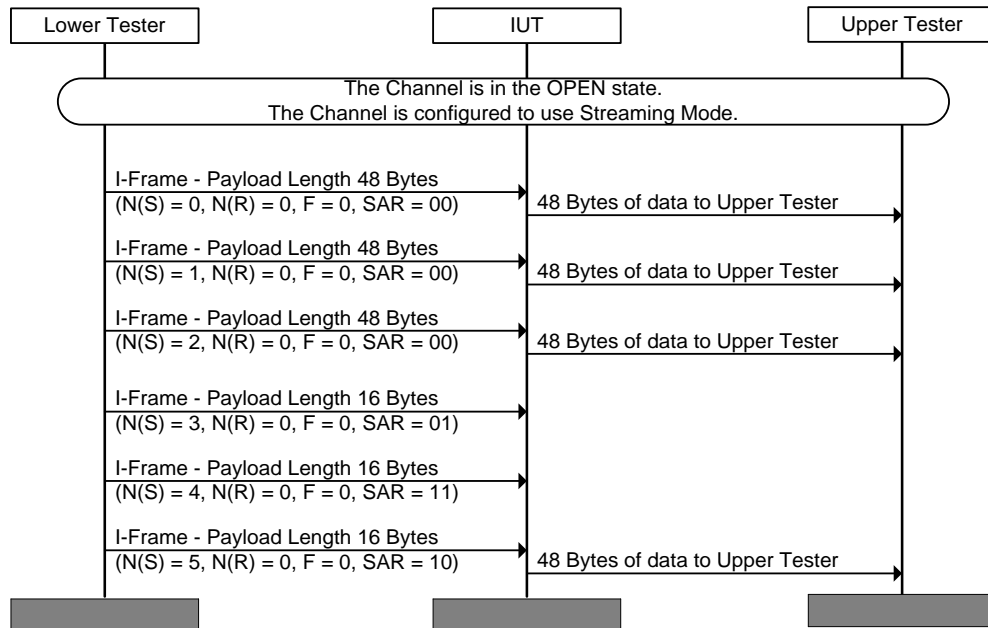 Lower Tester
IUT
Upper Tester
The Channel is in the OPEN state.
The Channel is configured to use Streaming Mode.
I-Frame - Payload Length 48 Bytes
(N(S) = 0, N(R) = 0, F = 0, SAR = 00)
48 Bytes of data to Upper Tester
I-Frame - Payload Length 48 Bytes
(N(S) = 1, N(R) = 0, F = 0, SAR = 00)
48 Bytes of data to Upper Tester
I-Frame - Payload Length 48 Bytes
(N(S) = 2, N(R) = 0, F = 0, SAR = 00)
48 Bytes of data to Upper Tester
I-Frame - Payload Length 16 Bytes
(N(S) = 3, N(R) = 0, F = 0, SAR = 01)
I-Frame - Payload Length 16 Bytes
(N(S) = 4, N(R) = 0, F = 0, SAR = 11)
I-Frame - Payload Length 16 Bytes
(N(S) = 5, N(R) = 0, F = 0, SAR = 10)
48 Bytes of data to Upper Tester